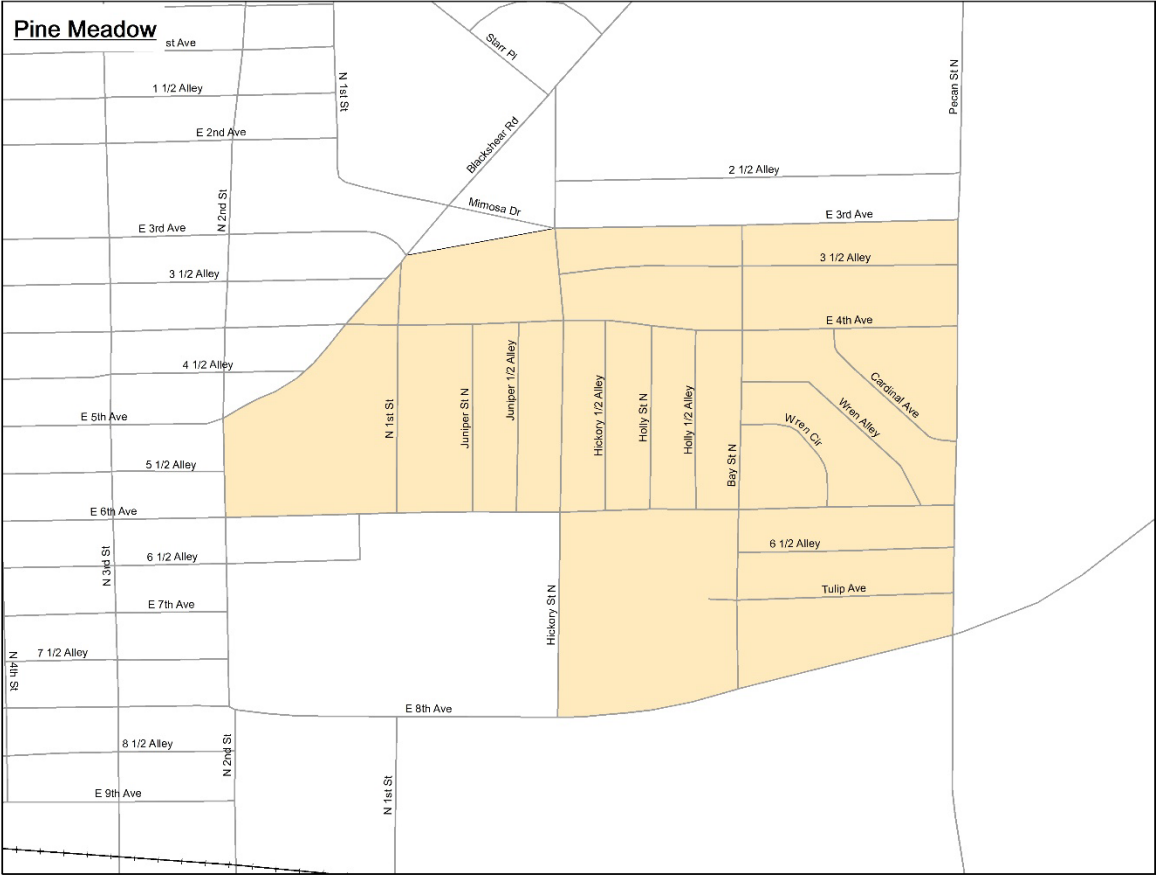 Pine Meadow
st Ave
Starr Pl
Pecan St N
N 1st St
1 1/2 Alley
E 2nd Ave
Blackshear Rd
2 1/2 Alley
N 2nd St
Mimosa Dr
E 3rd Ave
E 3rd Ave
3 1/2 Alley
3 1/2 Alley
E 4th Ave
4 1/2 Alley
Juniper 1/2 Alley
Cardinal Ave
E 5th Ave
N 1st St
Juniper St N
Hickory 1/2 Alley
Holly St N
Holly 1/2 Alley
Wren Alley
Wren Cir
Bay St N
5 1/2 Alley
E 6th Ave
6 1/2 Alley
N 3rd St
6 1/2 Alley
Tulip Ave
E 7th Ave
Hickory St N
7 1/2 Alley
N 4th St
E 8th Ave
8 1/2 Alley
N 2nd St
E 9th Ave
N 1st St